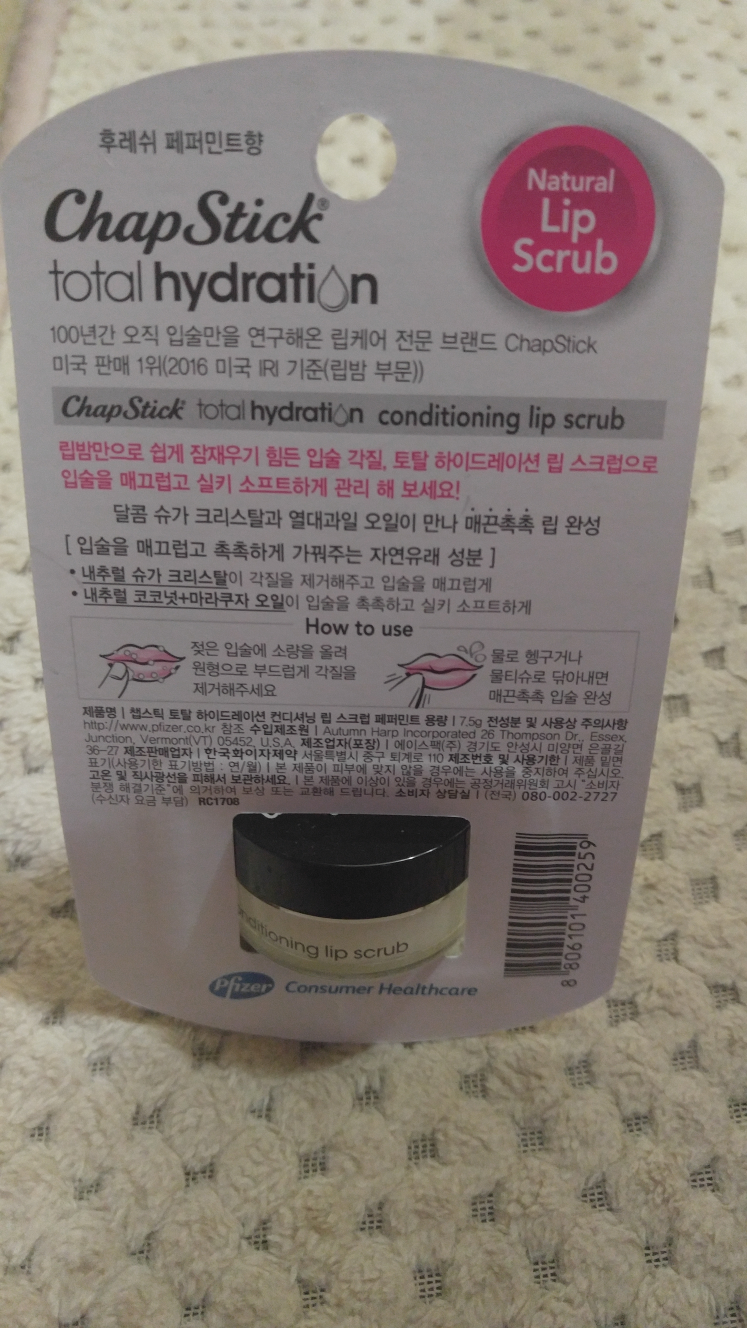 후레쉬 페퍼민트향
Natural
Lip
Scrub
ChapStick®
total hydration
100년간 오직 입술만을 연구해온 립케어 전문 브랜드 ChapStick
미국 판매 1위(2016 미국 IRI 기준(립밤 부문))
ChapStick total hydration conditioning lip scrub
립밤만으로 쉽게 잠재우기 힘든 입술 각질, 토탈 하이드레이션 립 스크럽으로
입술을 매끄럽고 실키 소프트하게 관리 해 보세요!
달콤 슈가 크리스탈과 열대과일 오일이 만나 매끈촉촉 립 완성
[ 입술을 매끄럽고 촉촉하게 가꿔주는 자연유래 성분 ]
• 내추럴 슈가 크리스탈이 각질을 제거해주고 입술을 매끄럽게
• 내추럴 코코넛+마라쿠자 오일이 입술을 촉촉하고 실키 소프트하게
How to use
젖은 입술에 소량을 올려
원형으로 부드럽게 각질을
제거해주세요
물로 헹구거나
물티슈로 닦아내면
매끈촉촉 입술 완성
제품명 | 챕스틱 토탈 하이드레이션 컨디셔닝 립 스크럽 페퍼민트 용량 | 7.5g 전성분 및 사용상 주의사항
http://www.pfizer.co.kr 참조 수입제조원 | Autumn Harp Incorporated 26 Thompson Dr., Essex,
Junction, Vermont(VT) 05452, U.S.A, 제조업자(포장) | 에이스팩(주) 경기도 안성시 미양면 은골길
36-27 제조판매업자 | 한국화이자제약 서울특별시 중구 퇴계로 110 제조번호 및 사용기한 | 제품 밑면
표기(사용기한 표기방법 : 연/월) | 본 제품이 피부에 맞지 않을 경우에는 사용을 중지하여 주십시오.
고온 및 직사광선을 피해서 보관하세요. | 본 제품에 이상이 있을 경우에는 공정거래위원회 고시 "소비자
분쟁 해결기준"에 의거하여 보상 또는 교환해 드립니다. 소비자 상담실 | (전국) 080-002-2727
(수신자 요금 부담) RC1708
conditioning lip scrub
8 806101 400259
Pfizer Consumer Healthcare